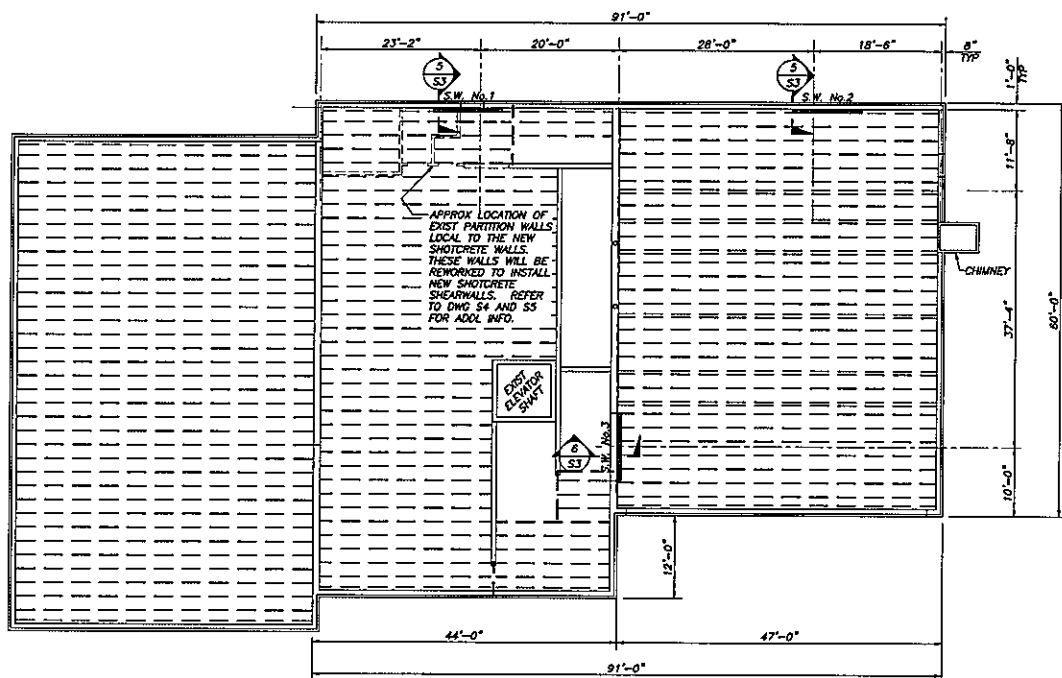 91'-0"
23'-2"
20'-0"
28'-0"
18'-6"
8"
TYP
5
S3
S.W. No.1
5
S3
S.W. No.2
1'-0"
TYP
11'-8"
APPROX LOCATION OF
EXIST PARTITION WALLS
LOCAL TO THE NEW
SHOTCRETE WALLS.
THESE WALLS WILL BE
REWORKED TO INSTALL
NEW SHOTCRETE
SHEARWALLS. REFER
TO DWG S4 AND S5
FOR ADDL INFO.
CHIMNEY
37'-4"
60'-0"
EXIST
ELEVATOR
SHAFT
6
S3
S.W. No.3
10'-0"
12'-0"
44'-0"
47'-0"
91'-0"